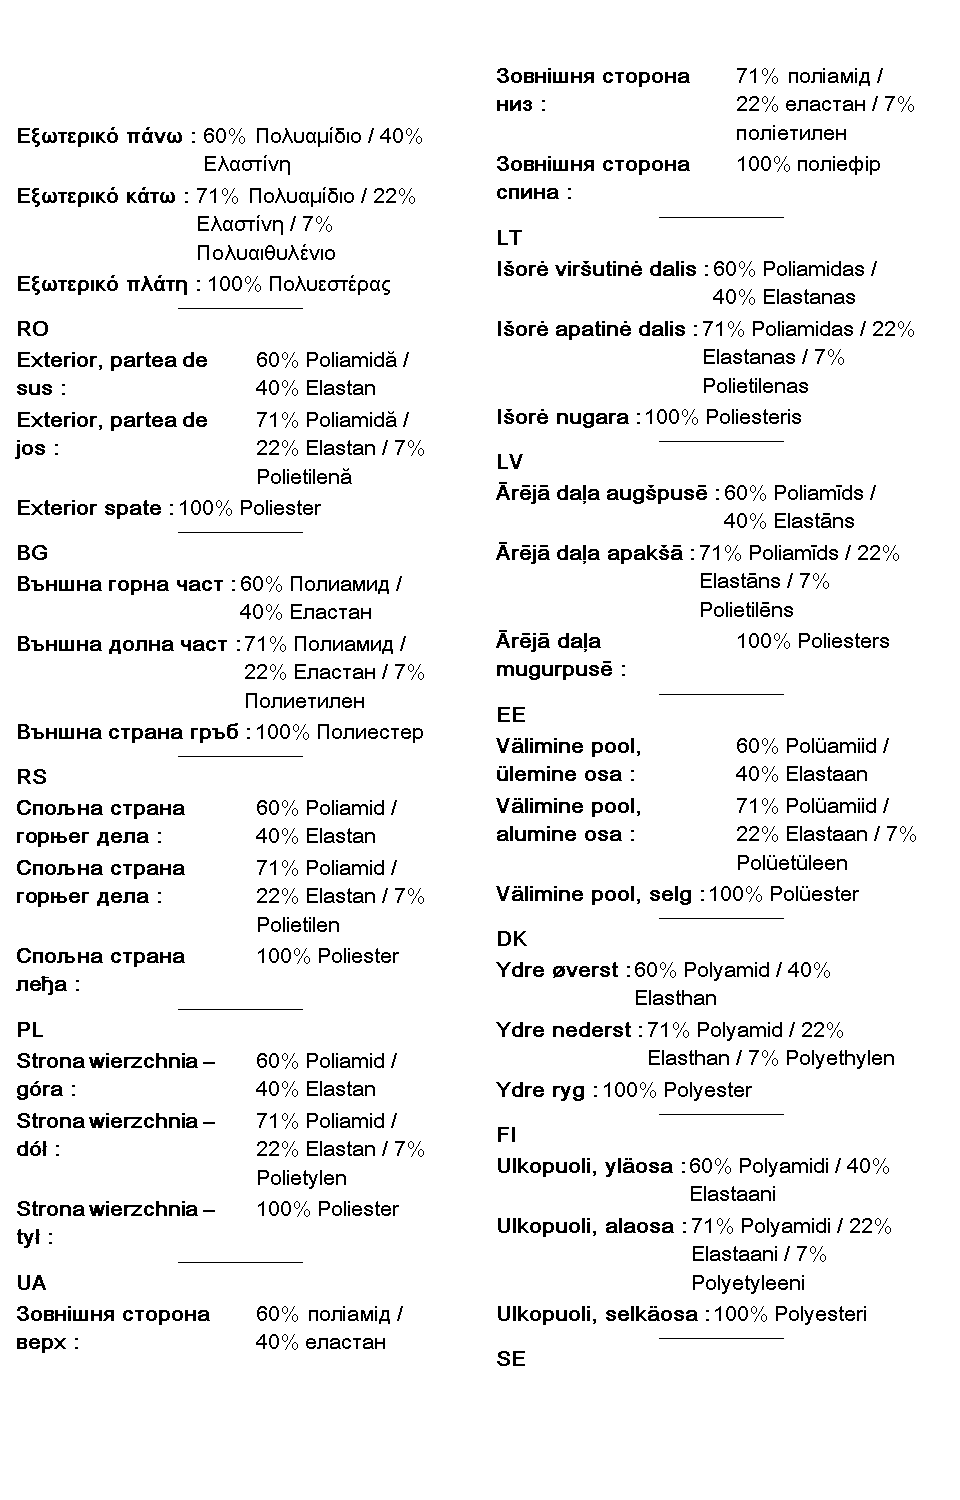 Εξωτερικό πάνω : 60% Πολυαμίδιο / 40%
Ελαστίνη
Εξωτερικό κάτω : 71% Πολυαμίδιο / 22%
Ελαστίνη / 7%
Πολυαιθυλένιο
Εξωτερικό πλάτη : 100% Πολυεστέρας
RO
Exterior, partea de 60% Poliamidă /
sus : 40% Elastan
Exterior, partea de 71% Poliamidă /
jos : 22% Elastan / 7%
Polietilenă
Exterior spate : 100% Poliester
BG
Външна горна част : 60% Полиамид /
40% Еластан
Външна долна част : 71% Полиамид /
22% Еластан / 7%
Полиетилен
Външна страна гръб : 100% Полиестер
RS
Спољна страна 60% Poliamid /
горњег дела : 40% Elastan
Спољна страна 71% Poliamid /
горњег дела : 22% Elastan / 7%
Polietilen
Спољна страна 100% Poliester
леђа :
PL
Strona wierzchnia – 60% Poliamid /
góra : 40% Elastan
Strona wierzchnia – 71% Poliamid /
dół : 22% Elastan / 7%
Polietylen
Strona wierzchnia – 100% Poliester
tył :
UA
Зовнішня сторона 60% поліамід /
верх : 40% еластан
Зовнішня сторона 71% поліамід /
низ : 22% еластан / 7%
поліетилен
Зовнішня сторона 100% поліефір
спина :
LT
Išorė viršutinė dalis : 60% Poliamidas /
40% Elastanas
Išorė apatinė dalis : 71% Poliamidas / 22%
Elastanas / 7%
Polietilenas
Išorė nugara : 100% Poliesteris
LV
Ārējā daļa augšpusē : 60% Poliamīds /
40% Elastāns
Ārējā daļa apakšā : 71% Poliamīds / 22%
Elastāns / 7%
Polietilēns
Ārējā daļa 100% Poliesters
mugurpusē :
EE
Välimine pool, 60% Polüamiid /
ülemine osa : 40% Elastaan
Välimine pool, 71% Polüamiid /
alumine osa : 22% Elastaan / 7%
Polüetüleen
Välimine pool, selg : 100% Polüester
DK
Ydre øverst : 60% Polyamid / 40%
Elasthan
Ydre nederst : 71% Polyamid / 22%
Elasthan / 7% Polyethylen
Ydre ryg : 100% Polyester
FI
Ulkopuoli, yläosa : 60% Polyamidi / 40%
Elastaani
Ulkopuoli, alaosa : 71% Polyamidi / 22%
Elastaani / 7%
Polyetyleeni
Ulkopuoli, selkäosa : 100% Polyesteri
SE